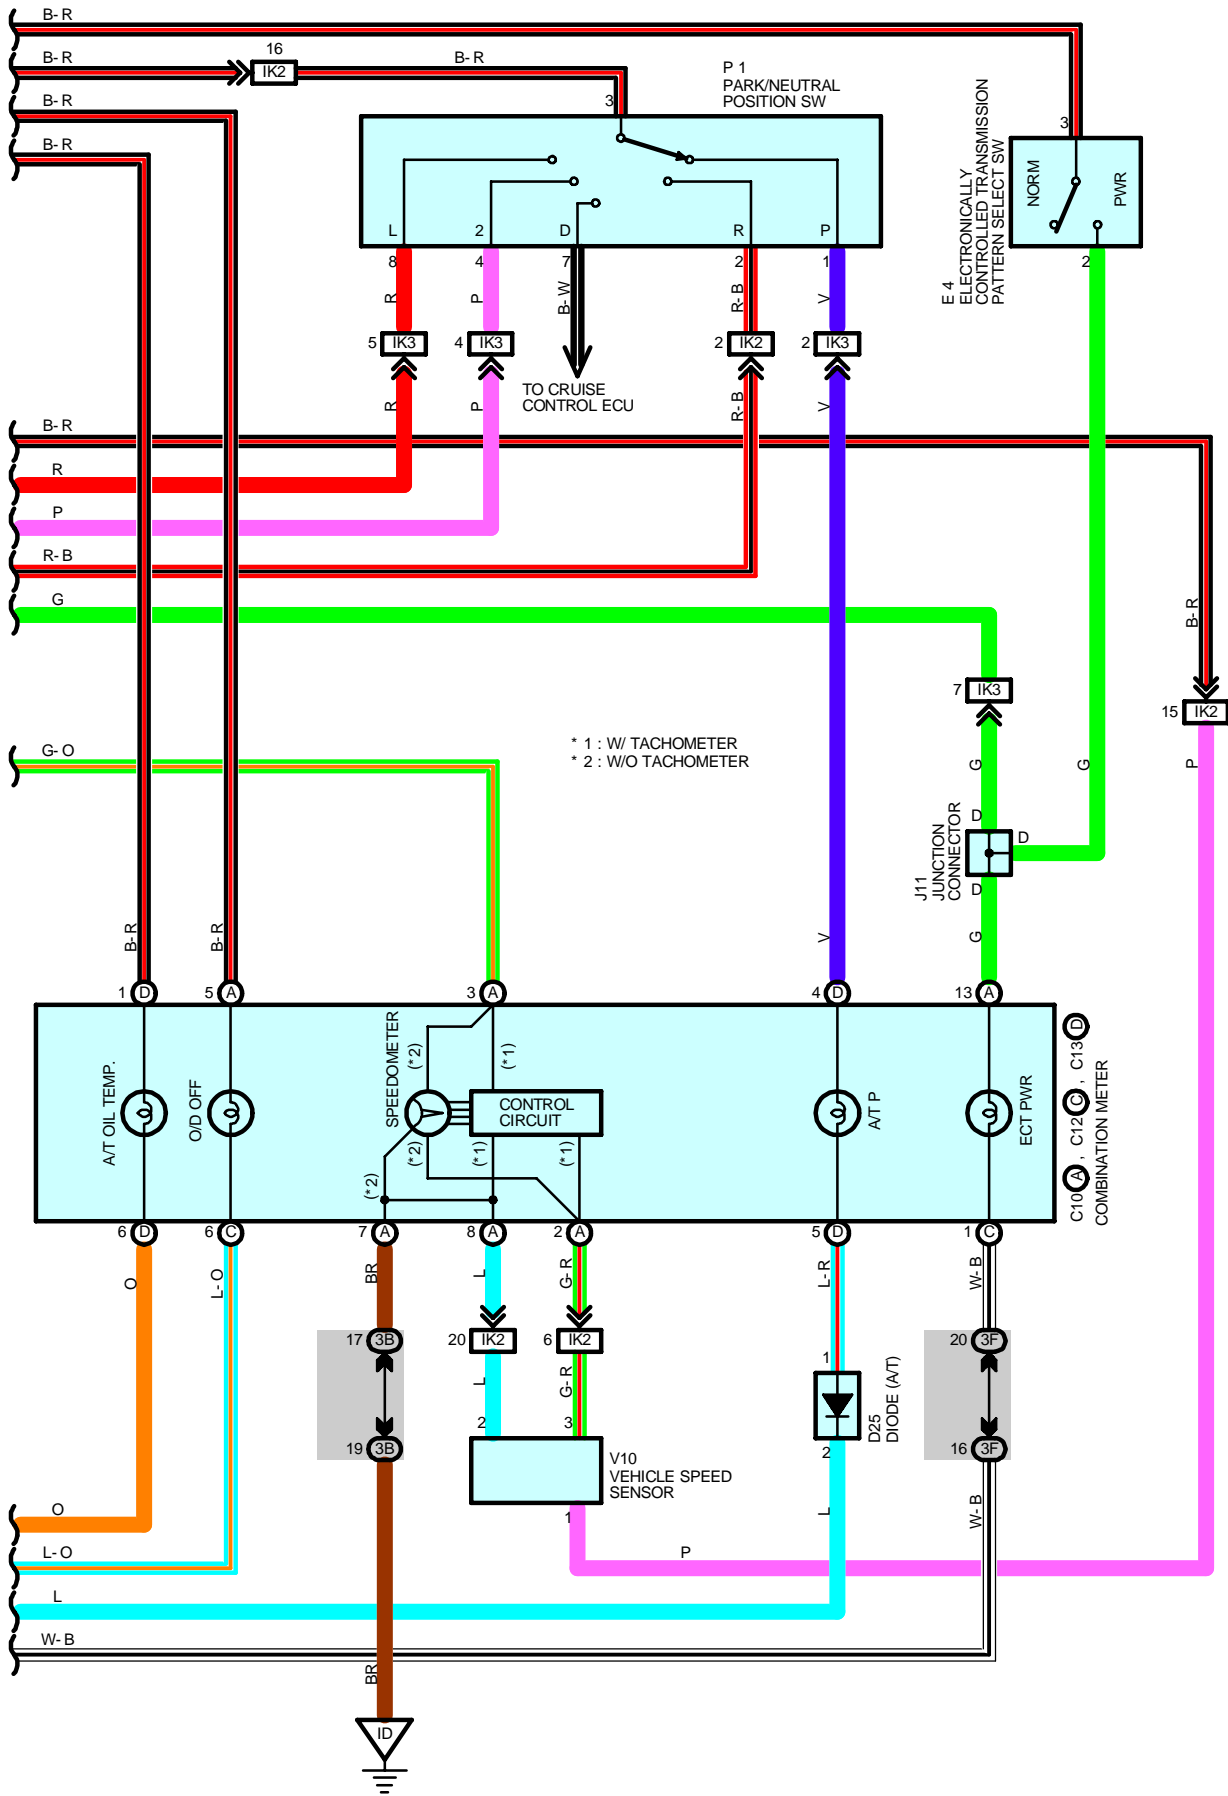 B-R
B-R
16
IK2
B-R
B-R
B-R
P 1
PARK/NEUTRAL
POSITION SW
3
L
2
D
R
P
8
4
7
2
1
R
P
B-W
R-B
V
5 IK3
4 IK3
2 IK2
2 IK3
TO CRUISE
CONTROL ECU
R
P
R-B
V
3
NORM
PWR
2
E 4
ELECTRONICALLY
CONTROLLED TRANSMISSION
PATTERN SELECT SW
B-R
R
P
R-B
G
B-R
7 IK3
15 IK2
G-O
* 1 : W/ TACHOMETER
* 2 : W/O TACHOMETER
G
G
P
D
D
D
J11
JUNCTION
CONNECTOR
B-R
B-R
V
G
1 D
5 A
3 A
4 D
13 A
A/T OIL TEMP.
O/D OFF
SPEEDOMETER
(*2)
(*1)
CONTROL
CIRCUIT
(*2)
(*2)
(*1)
(*1)
A/T P
ECT PWR
C10 A , C12 C , C13 D
COMBINATION METER
6 D
6 C
7 A
8 A
2 A
5 D
1 C
O
L-O
BR
L
G-R
L-R
W-B
17 3B
20 IK2
6 IK2
20 3F
L
G-R
1
D25
DIODE (A/T)
2
19 3B
2
3
16 3F
V10
VEHICLE SPEED
SENSOR
1
L
W-B
O
P
L-O
L
W-B
BR
ID